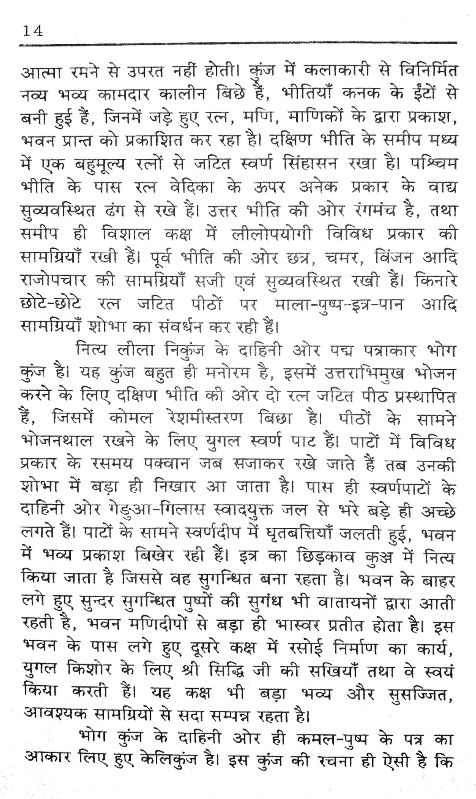 14
आत्मा रमने से उपरत नहीं होती। कुंज में कलाकारी से विनिर्मित
नव्य भव्य कामदार कालीन बिछे हैं, भीतियाँ कनक के ईंटों से
बनी हुई हैं, जिनमें जड़े हुए रत्न, मणि, माणिकों के द्वारा प्रकाश,
भवन प्रान्त को प्रकाशित कर रहा है। दक्षिण भीति के समीप मध्य
में एक बहुमूल्य रत्नों से जटित स्वर्ण सिंहासन रखा है। पश्चिम
भीति के पास रत्न वेदिका के ऊपर अनेक प्रकार के वाद्य
सुव्यवस्थित ढंग से रखे हैं। उत्तर भीति की ओर रंगमंच है, तथा
समीप ही विशाल कक्ष में लीलोपयोगी विविध प्रकार की
सामग्रियाँ रखी हैं। पूर्व भीति की ओर छत्र, चमर, विंजन आदि
राजोपचार की सामग्रियाँ सजी एवं सुव्यवस्थित रखी हैं। किनारे
छोटे-छोटे रत्न जटित पीठों पर माला-पुष्प-इत्र-पान आदि
सामग्रियाँ शोभा का संवर्धन कर रही हैं।
नित्य लीला निकुंज के दाहिनी ओर पद्म पत्राकार भोग
कुंज है। यह कुंज बहुत ही मनोरम है, इसमें उत्तराभिमुख भोजन
करने के लिए दक्षिण भीति की ओर दो रत्न जटित पीठ प्रस्थापित
हैं, जिसमें कोमल रेशमीस्तरण बिछा है। पीठों के सामने
भोजनथाल रखने के लिए युगल स्वर्ण पाट हैं। पाटों में विविध
प्रकार के रसमय पक्वान जब सजाकर रखे जाते हैं तब उनकी
शोभा में बड़ा ही निखार आ जाता है। पास ही स्वर्णपाटों के
दाहिनी ओर गेडुआ-गिलास स्वादयुक्त जल से भरे बड़े ही अच्छे
लगते हैं। पाटों के सामने स्वर्णदीप में घृतबत्तियाँ जलती हुई, भवन
में भव्य प्रकाश बिखेर रही हैं। इत्र का छिड़काव कुञ्ज में नित्य
किया जाता है जिससे वह सुगन्धित बना रहता है। भवन के बाहर
लगे हुए सुन्दर सुगन्धित पुष्पों की सुगंध भी वातायनों द्वारा आती
रहती है, भवन मणिदीपों से बड़ा ही भास्वर प्रतीत होता है। इस
भवन के पास लगे हुए दूसरे कक्ष में रसोई निर्माण का कार्य,
युगल किशोर के लिए श्री सिद्धि जी की सखियाँ तथा वे स्वयं
किया करती हैं। यह कक्ष भी बड़ा भव्य और सुसज्जित,
आवश्यक सामग्रियों से सदा सम्पन्न रहता है।
भोग कुंज के दाहिनी ओर ही कमल-पुष्प के पत्र का
आकार लिए हुए केलिकुंज है। इस कुंज की रचना ही ऐसी है कि